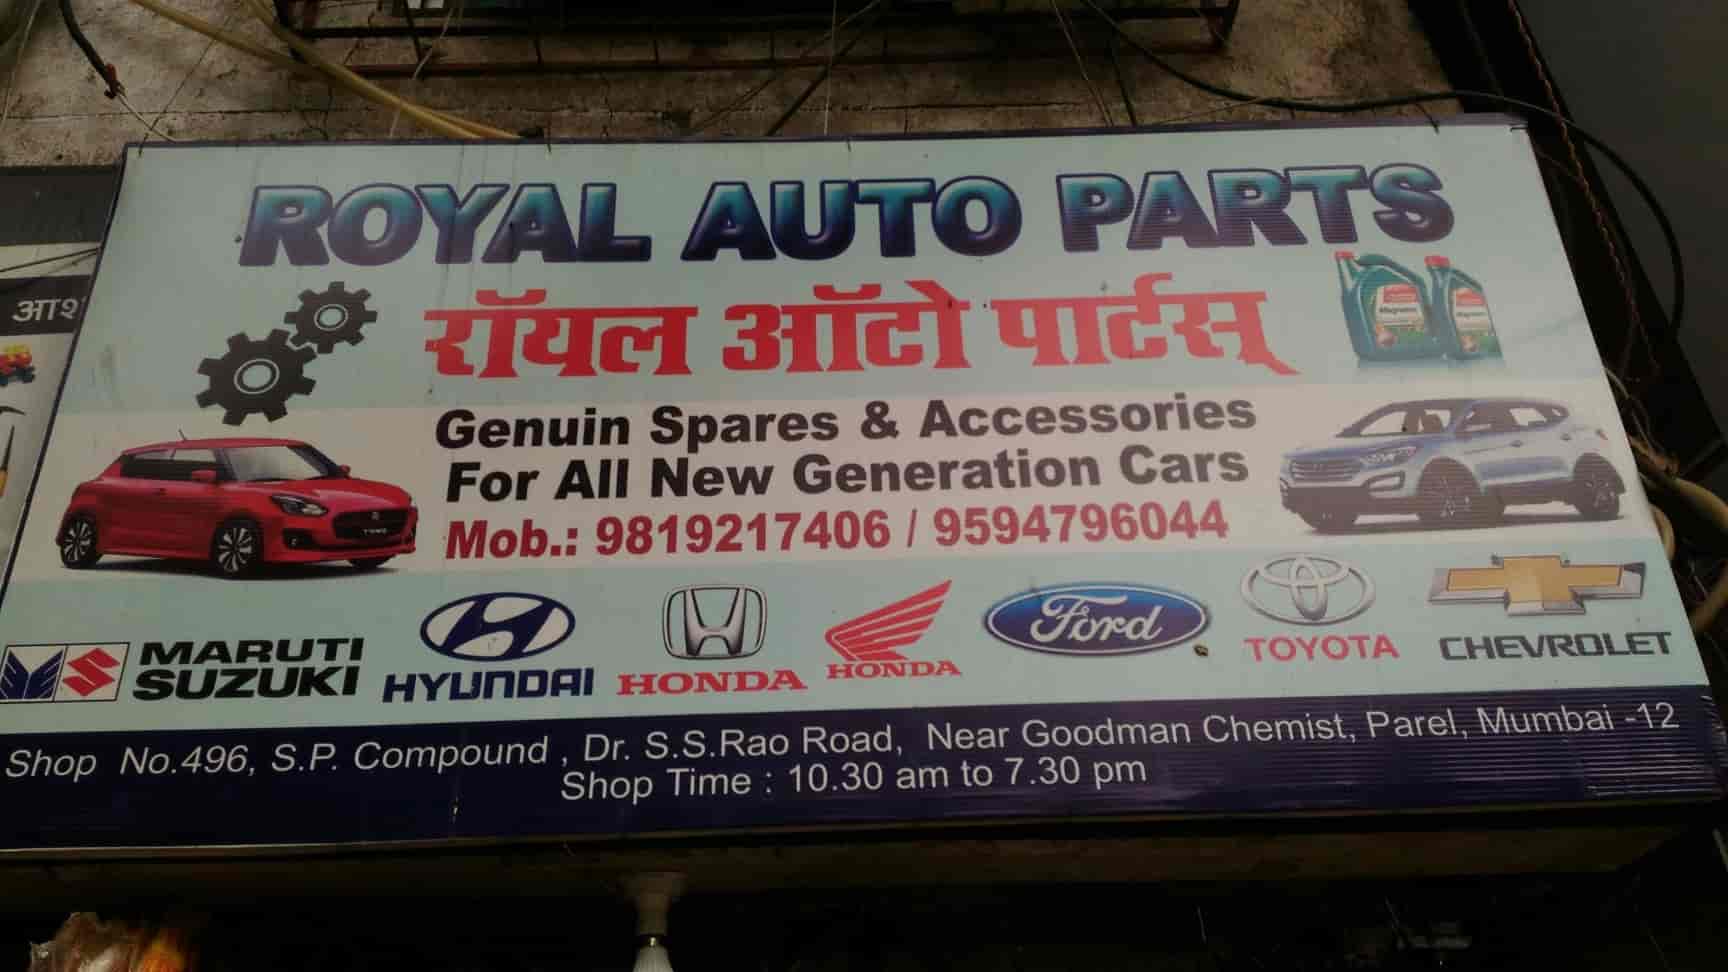 ROYAL AUTO PARTS
रॉयल ऑटो पार्टस्
Magnatec
Genuin Spares & Accessories
For All New Generation Cars
Mob.: 9819217406 / 9594796044
MARUTI
SUZUKI
HYUNDAI
HONDA
HONDA
Ford
TOYOTA
CHEVROLET
Shop No.496, S.P. Compound , Dr. S.S.Rao Road, Near Goodman Chemist, Parel, Mumbai -12
Shop Time : 10.30 am to 7.30 pm